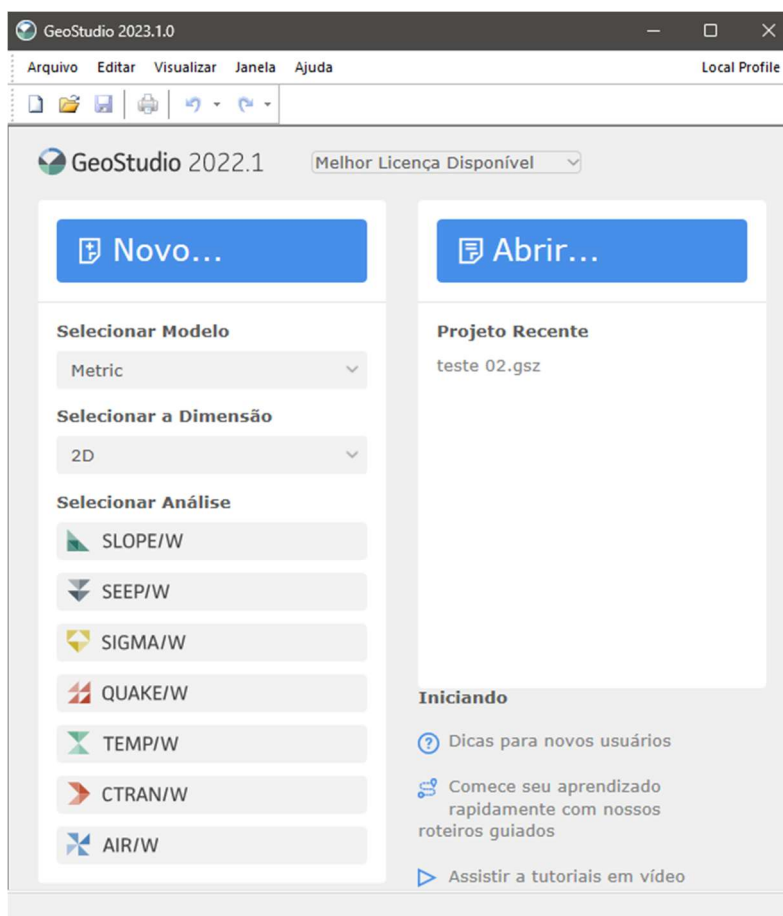 GeoStudio 2023.1.0
Arquivo Editar Visualizar Janela Ajuda Local Profile
GeoStudio 2022.1 Melhor Licença Disponível
Novo...
Selecionar Modelo
Metric
Selecionar a Dimensão
2D
Selecionar Análise
SLOPE/W
SEEP/W
SIGMA/W
QUAKE/W
TEMP/W
CTRAN/W
AIR/W
Abrir...
Projeto Recente
teste 02.gsz
Iniciando
Dicas para novos usuários
Comece seu aprendizado
rapidamente com nossos
roteiros guiados
Assistir a tutoriais em vídeo